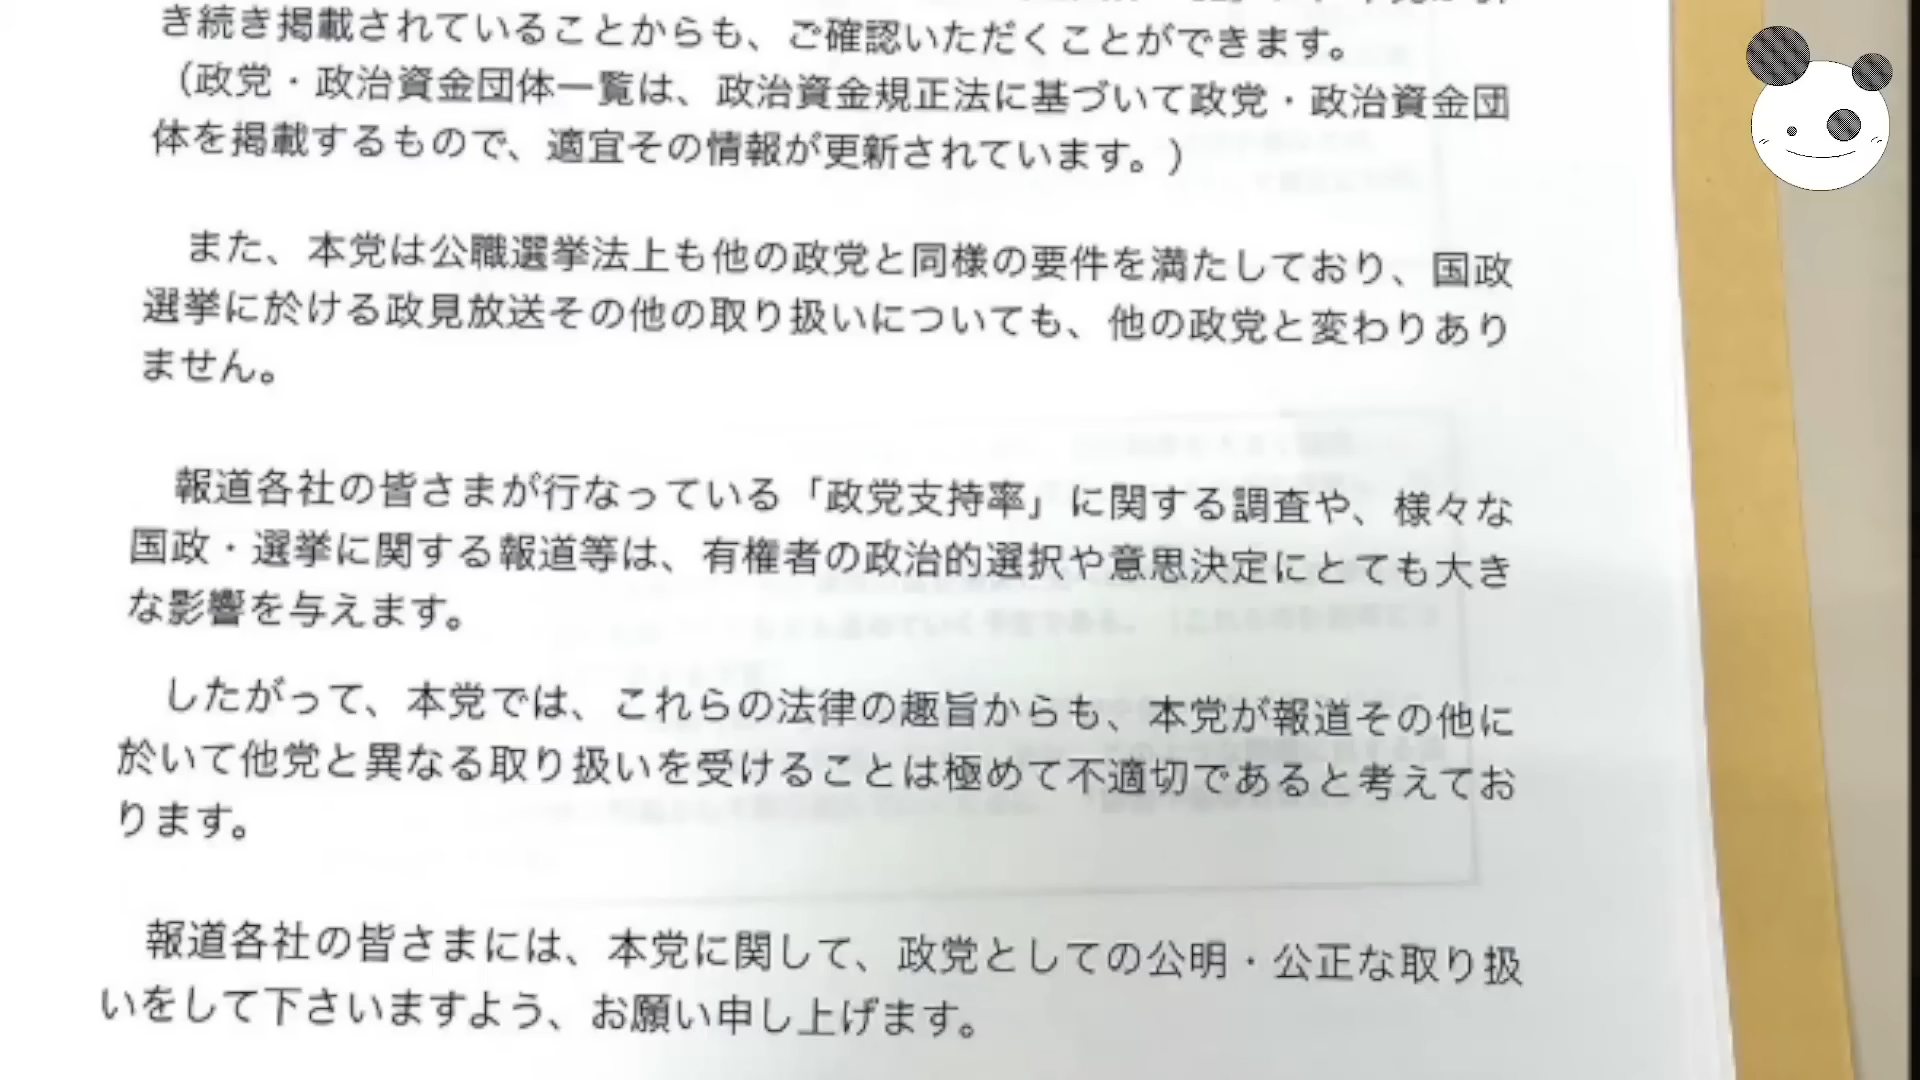 き続き掲載されていることからも、ご確認いただくことができます。
（政党・政治資金団体一覧は、政治資金規正法に基づいて政党・政治資金団
体を掲載するもので、適宜その情報が更新されています。)
また、本党は公職選挙法上も他の政党と同様の要件を満たしており、国政
選挙に於ける政見放送その他の取り扱いについても、他の政党と変わりあり
ません。
報道各社の皆さまが行なっている「政党支持率」に関する調査や、様々な
国政・選挙に関する報道等は、有権者の政治的選択や意思決定にとても大き
な影響を与えます。
したがって、本党では、これらの法律の趣旨からも、本党が報道その他に
於いて他党と異なる取り扱いを受けることは極めて不適切であると考えてお
ります。
報道各社の皆さまには、本党に関して、政党としての公明・公正な取り扱
いをして下さいますよう、お願い申し上げます。